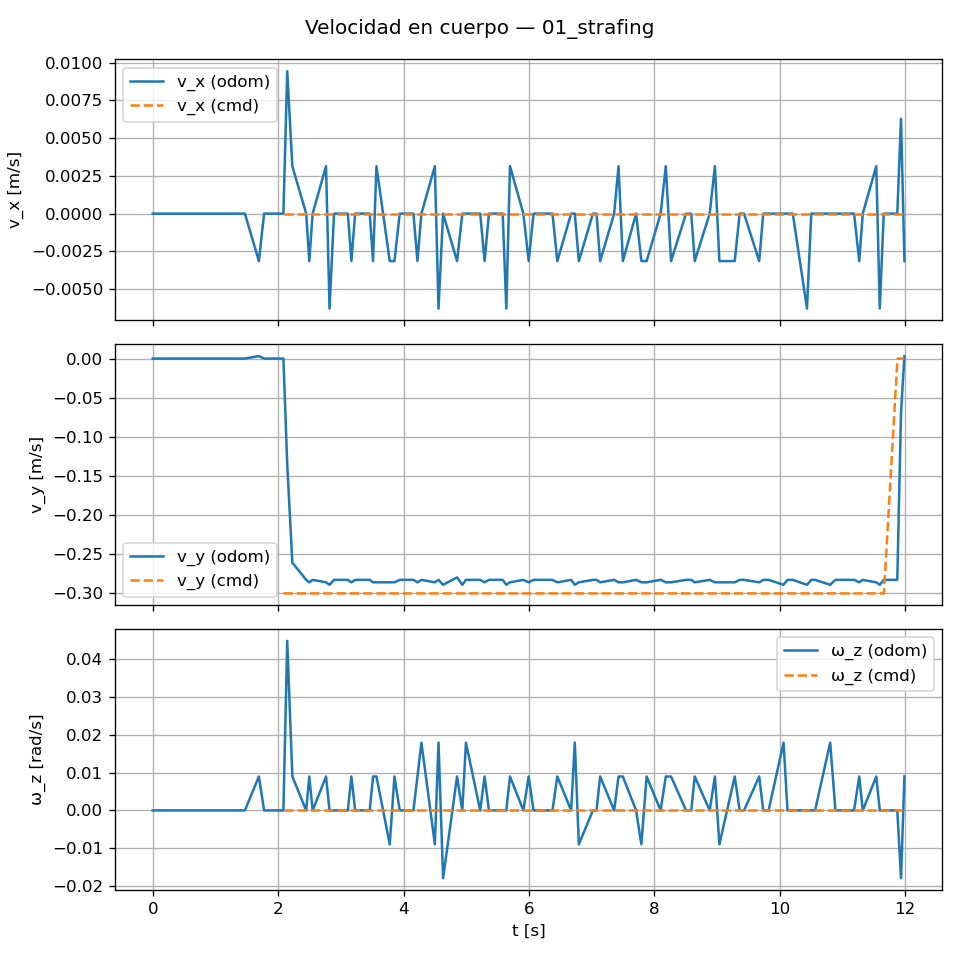 Velocidad en cuerpo — 01_strafing
v_x [m/s]
0.0100
0.0075
0.0050
0.0025
0.0000
−0.0025
−0.0050
v_x (odom)
v_x (cmd)
v_y [m/s]
0.00
−0.05
−0.10
−0.15
−0.20
−0.25
−0.30
v_y (odom)
v_y (cmd)
ω_z [rad/s]
0.04
0.03
0.02
0.01
0.00
−0.01
−0.02
ω_z (odom)
ω_z (cmd)
0 2 4 6 8 10 12
t [s]